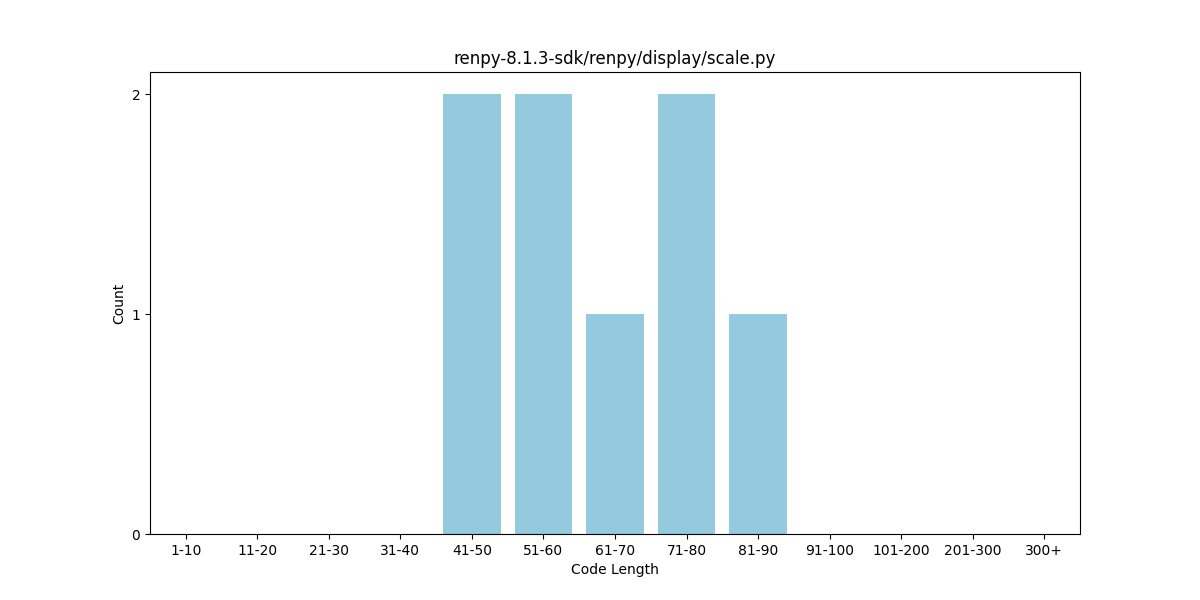 renpy-8.1.3-sdk/renpy/display/scale.py
2
1
0
Count
1-10 11-20 21-30 31-40 41-50 51-60 61-70 71-80 81-90 91-100 101-200 201-300 300+
Code Length